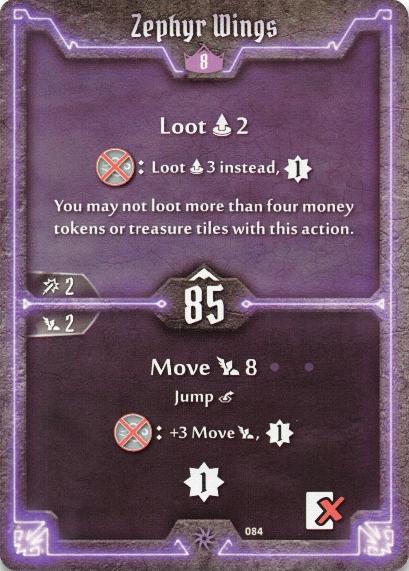 Zephyr Wings
8
Loot 2
: Loot 3 instead, 1
You may not loot more than four money
tokens or treasure tiles with this action.
2
85
2
Move 8
Jump
: +3 Move , 1
1
084